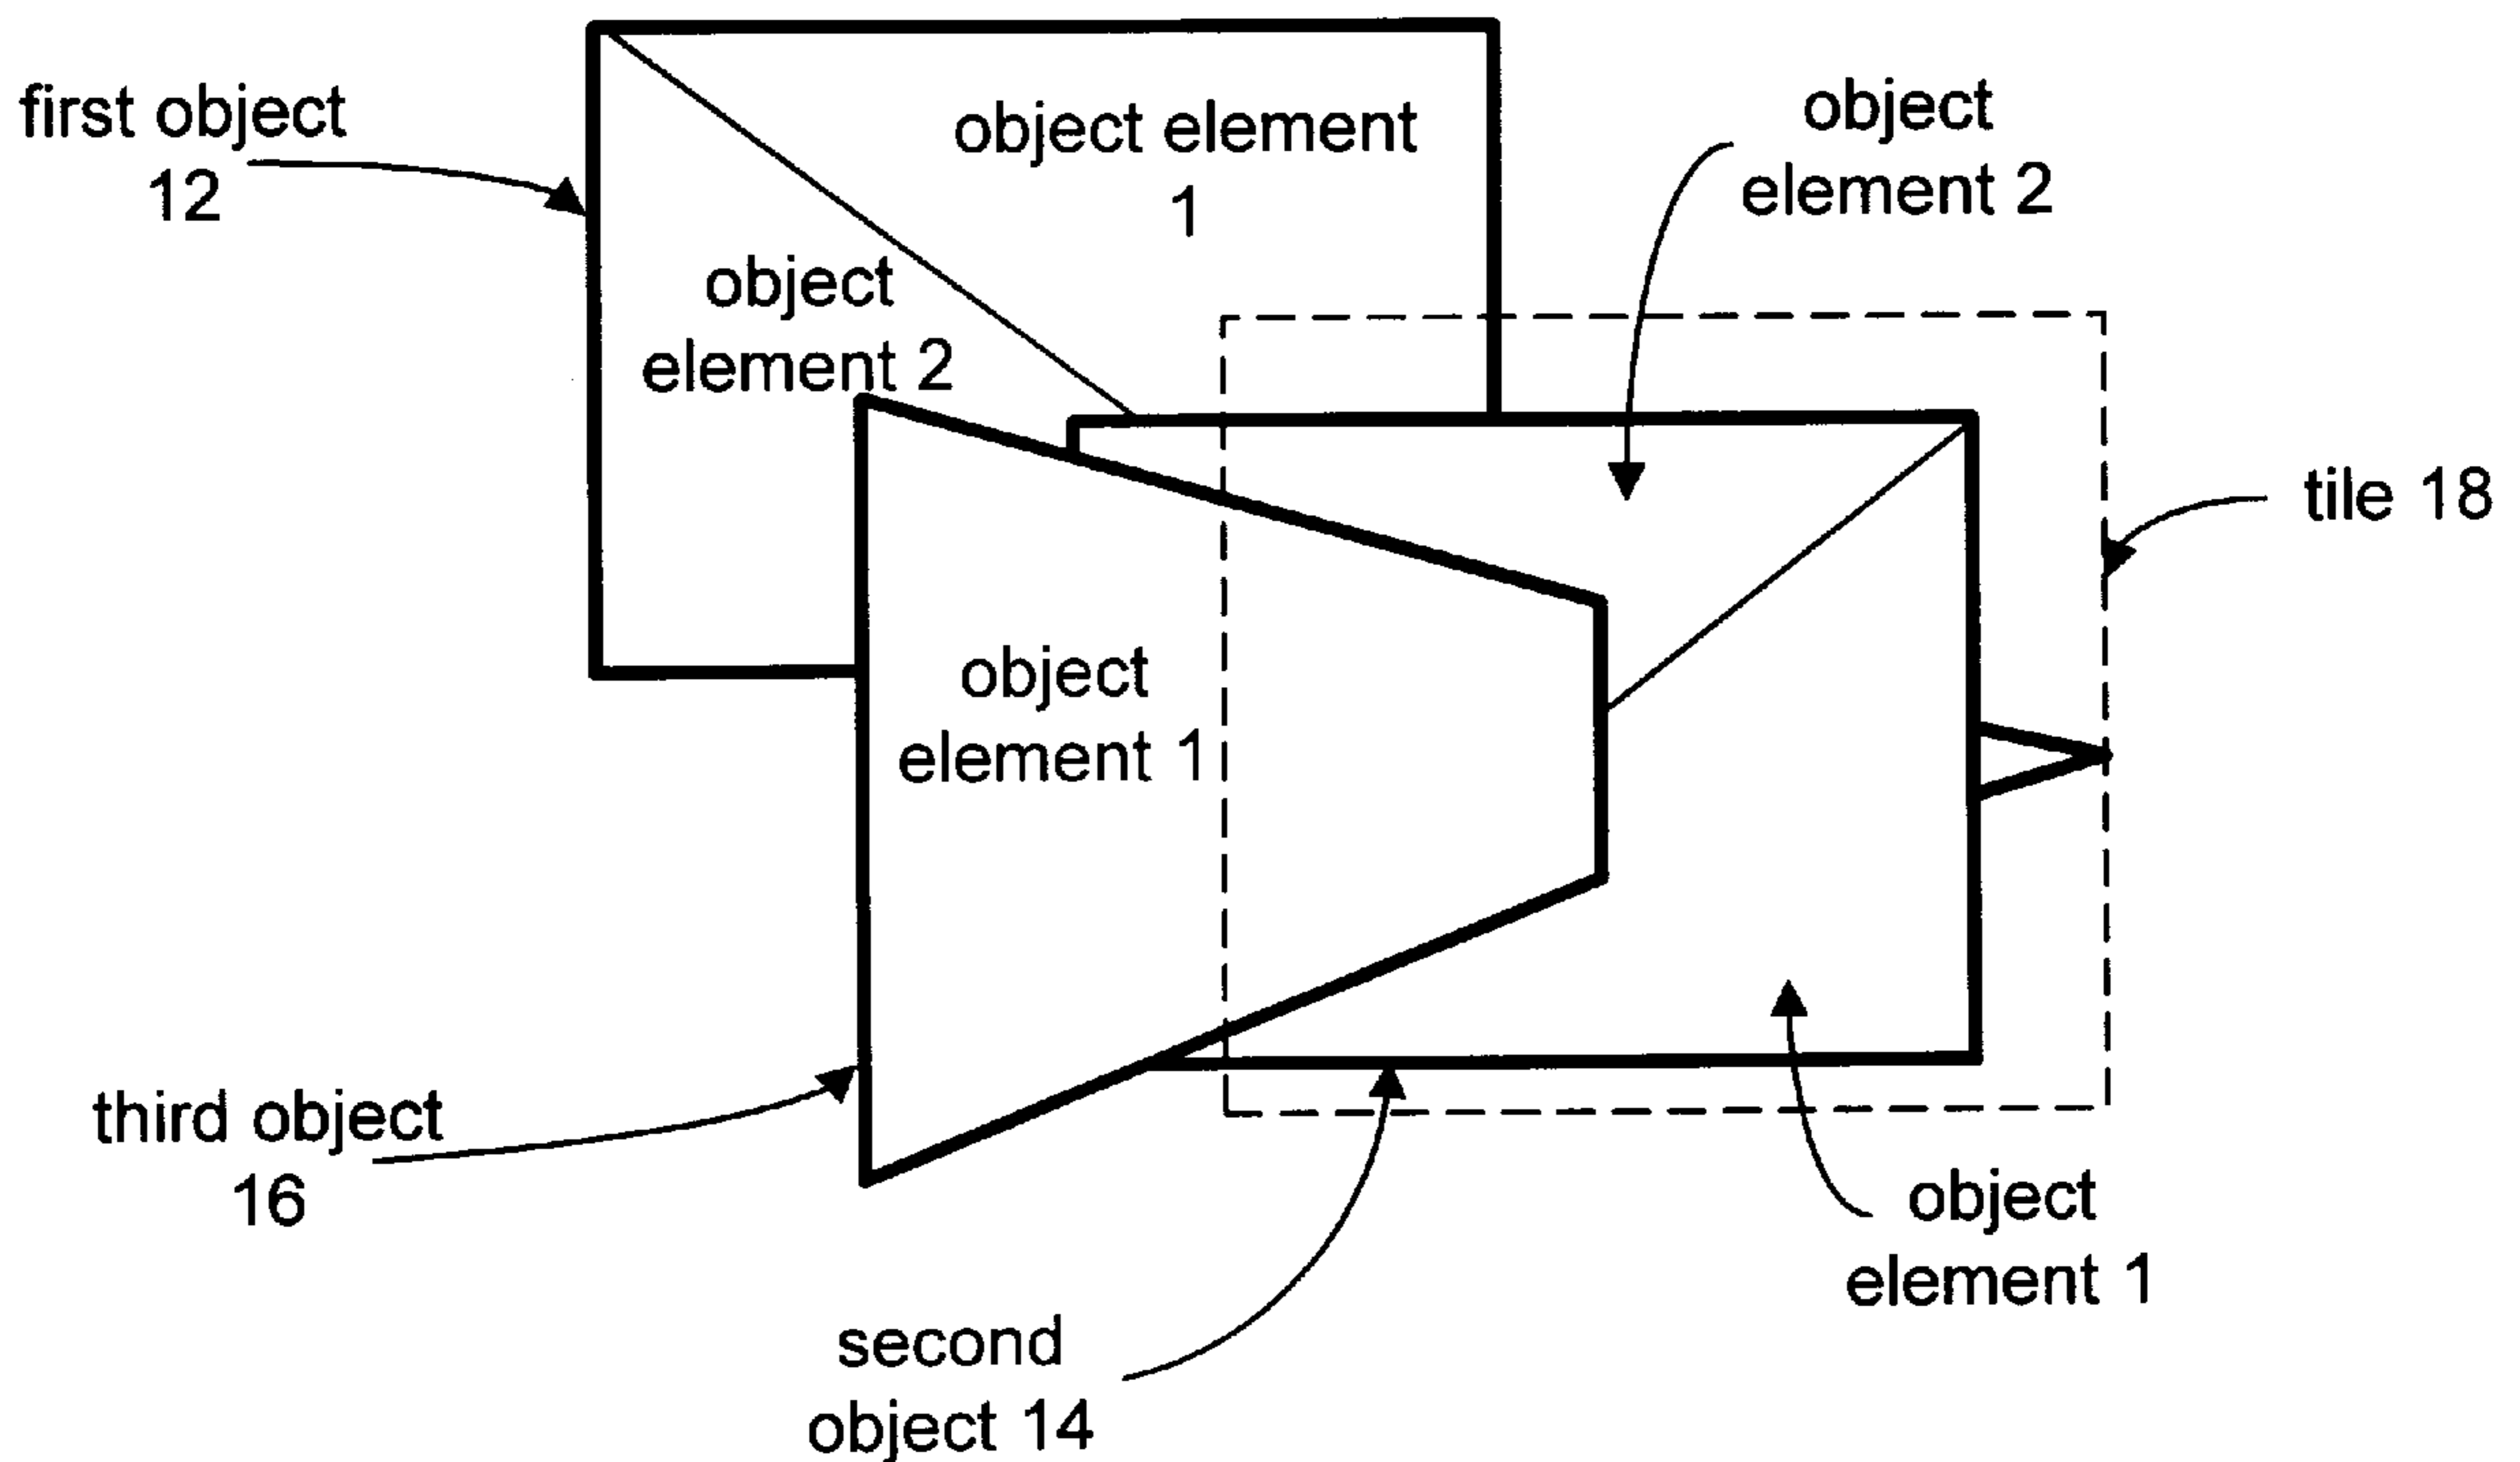 first object
12
object element
1
object
element 2
object
element 2
tile 18
object
element 1
third object
16
object
element 1
second
object 14